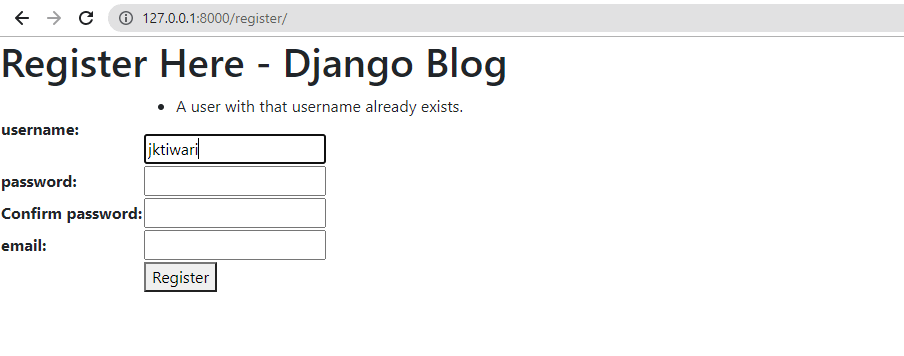 127.0.0.1:8000/register/
Register Here - Django Blog
• A user with that username already exists.
username:
jktiwari
password:
Confirm password:
email:
Register